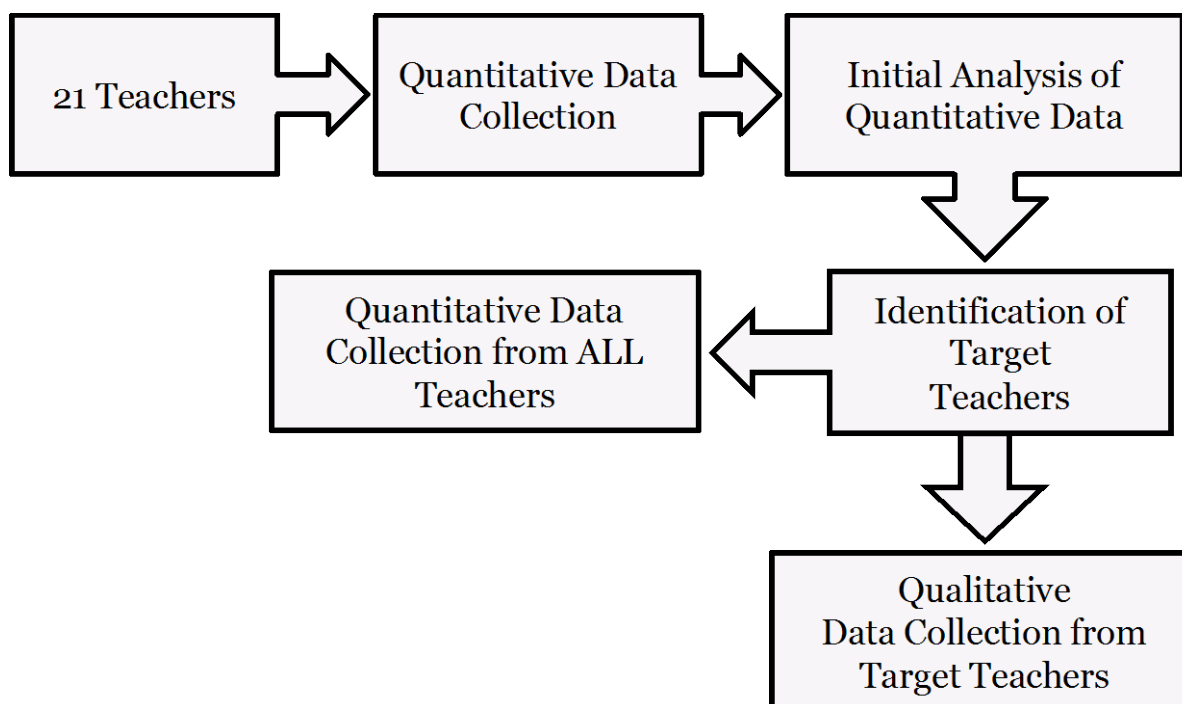 21 Teachers
Quantitative Data
Collection
Initial Analysis of
Quantitative Data
Quantitative Data
Collection from ALL
Teachers
Identification of
Target
Teachers
Qualitative
Data Collection from
Target Teachers